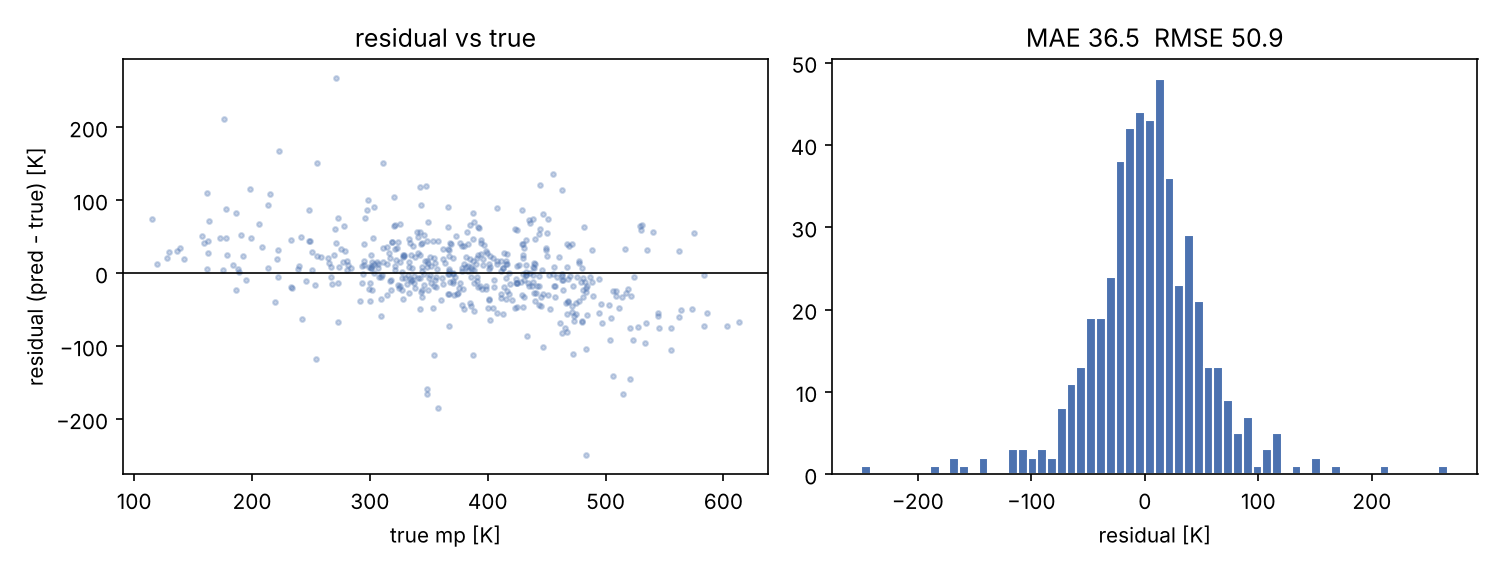 residual vs true
residual (pred - true) [K]
200
100
0
−100
−200
100 200 300 400 500 600
true mp [K]
MAE 36.5 RMSE 50.9
50
40
30
20
10
0
−200 −100 0 100 200
residual [K]